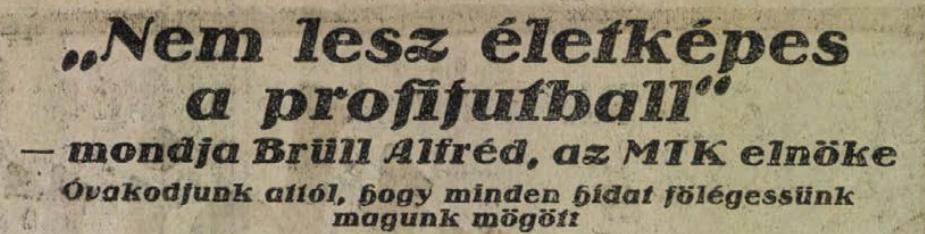 „Nem lesz életképes
a profifutball“
— mondja Brüll Alfréd, az MTK elnöke
Óvakodjunk attól, hogy minden hidat fölégessünk
magunk mögött